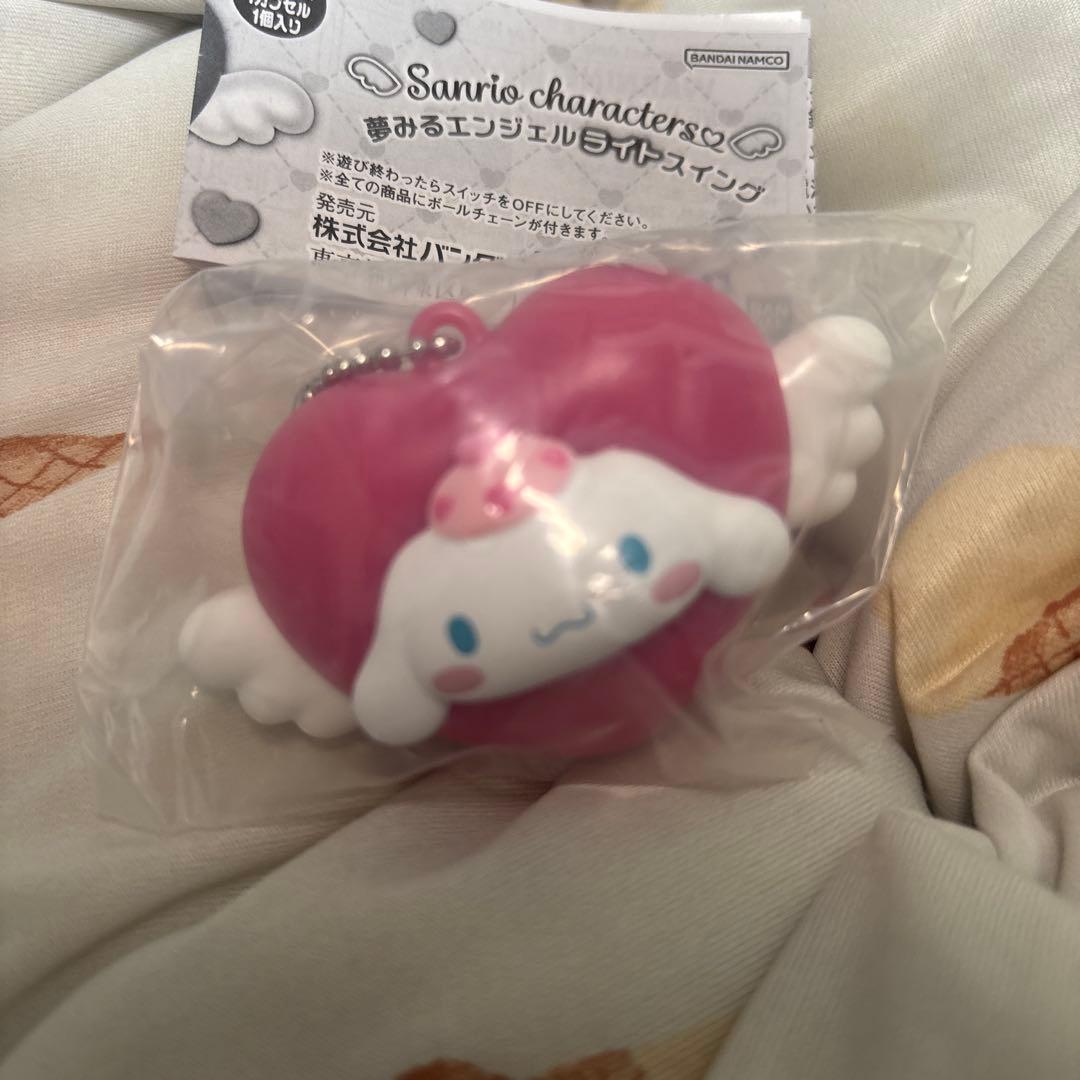 1カプセル
1個入り
BANDAI NAMCO
Sanrio characters
夢みるエンジェルライトスイング
※遊び終わったらスイッチをOFFにしてください。
※全ての商品にボールチェーンが付きます。
発売元
株式会社バンダ